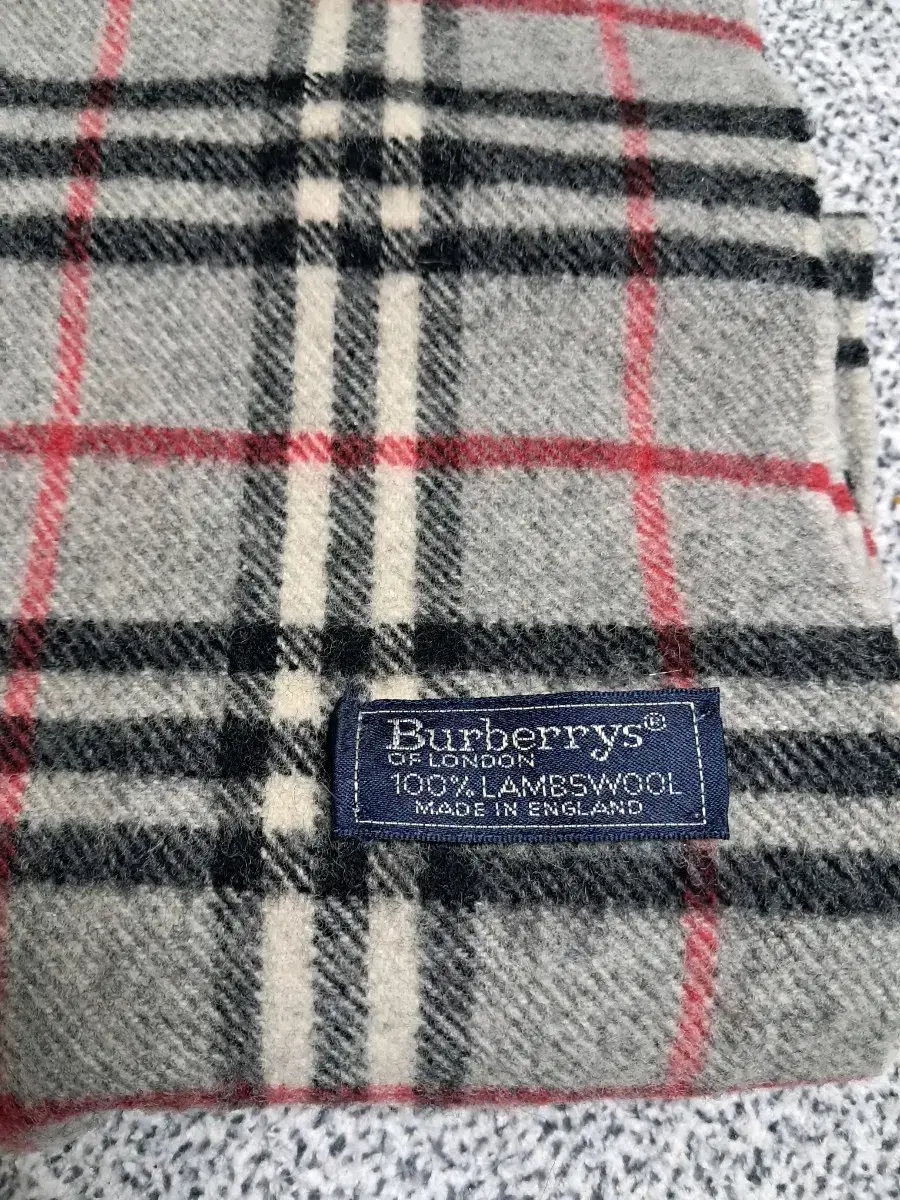 Burberrys®
OF LONDON
100% LAMBSWOOL
MADE IN ENGLAND